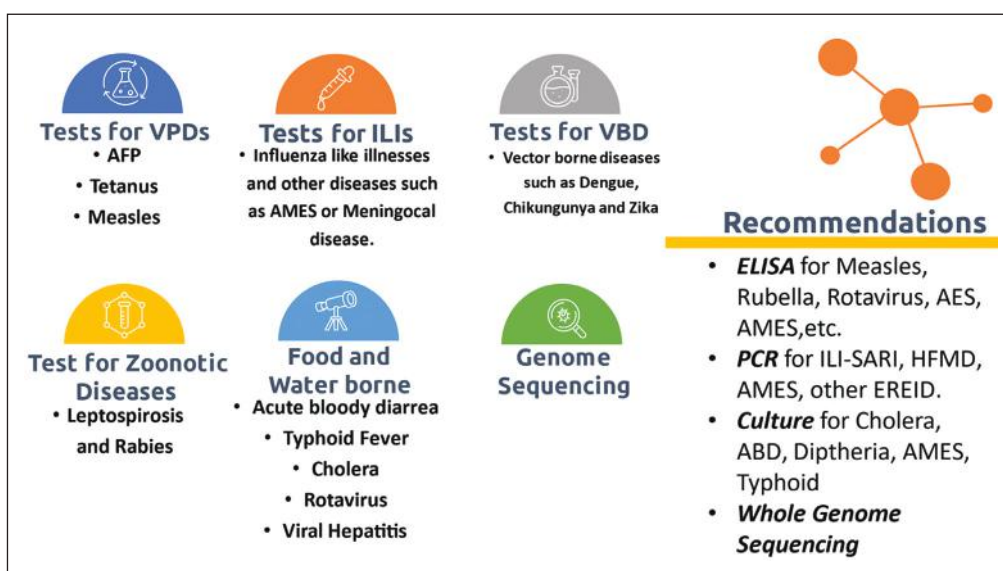 Tests for VPDs
• AFP
• Tetanus
• Measles
Tests for ILIs
• Influenza like illnesses
and other diseases such
as AMES or Meningocal
disease.
Tests for VBD
• Vector borne diseases
such as Dengue,
Chikungunya and Zika
Test for Zoonotic
Diseases
• Leptospirosis
and Rabies
Food and
Water borne
• Acute bloody diarrea
• Typhoid Fever
• Cholera
• Rotavirus
• Viral Hepatitis
Genome
Sequencing
Recommendations
• ELISA for Measles,
Rubella, Rotavirus, AES,
AMES,etc.
• PCR for ILI-SARI, HFMD,
AMES, other EREID.
• Culture for Cholera,
ABD, Diptheria, AMES,
Typhoid
• Whole Genome
Sequencing